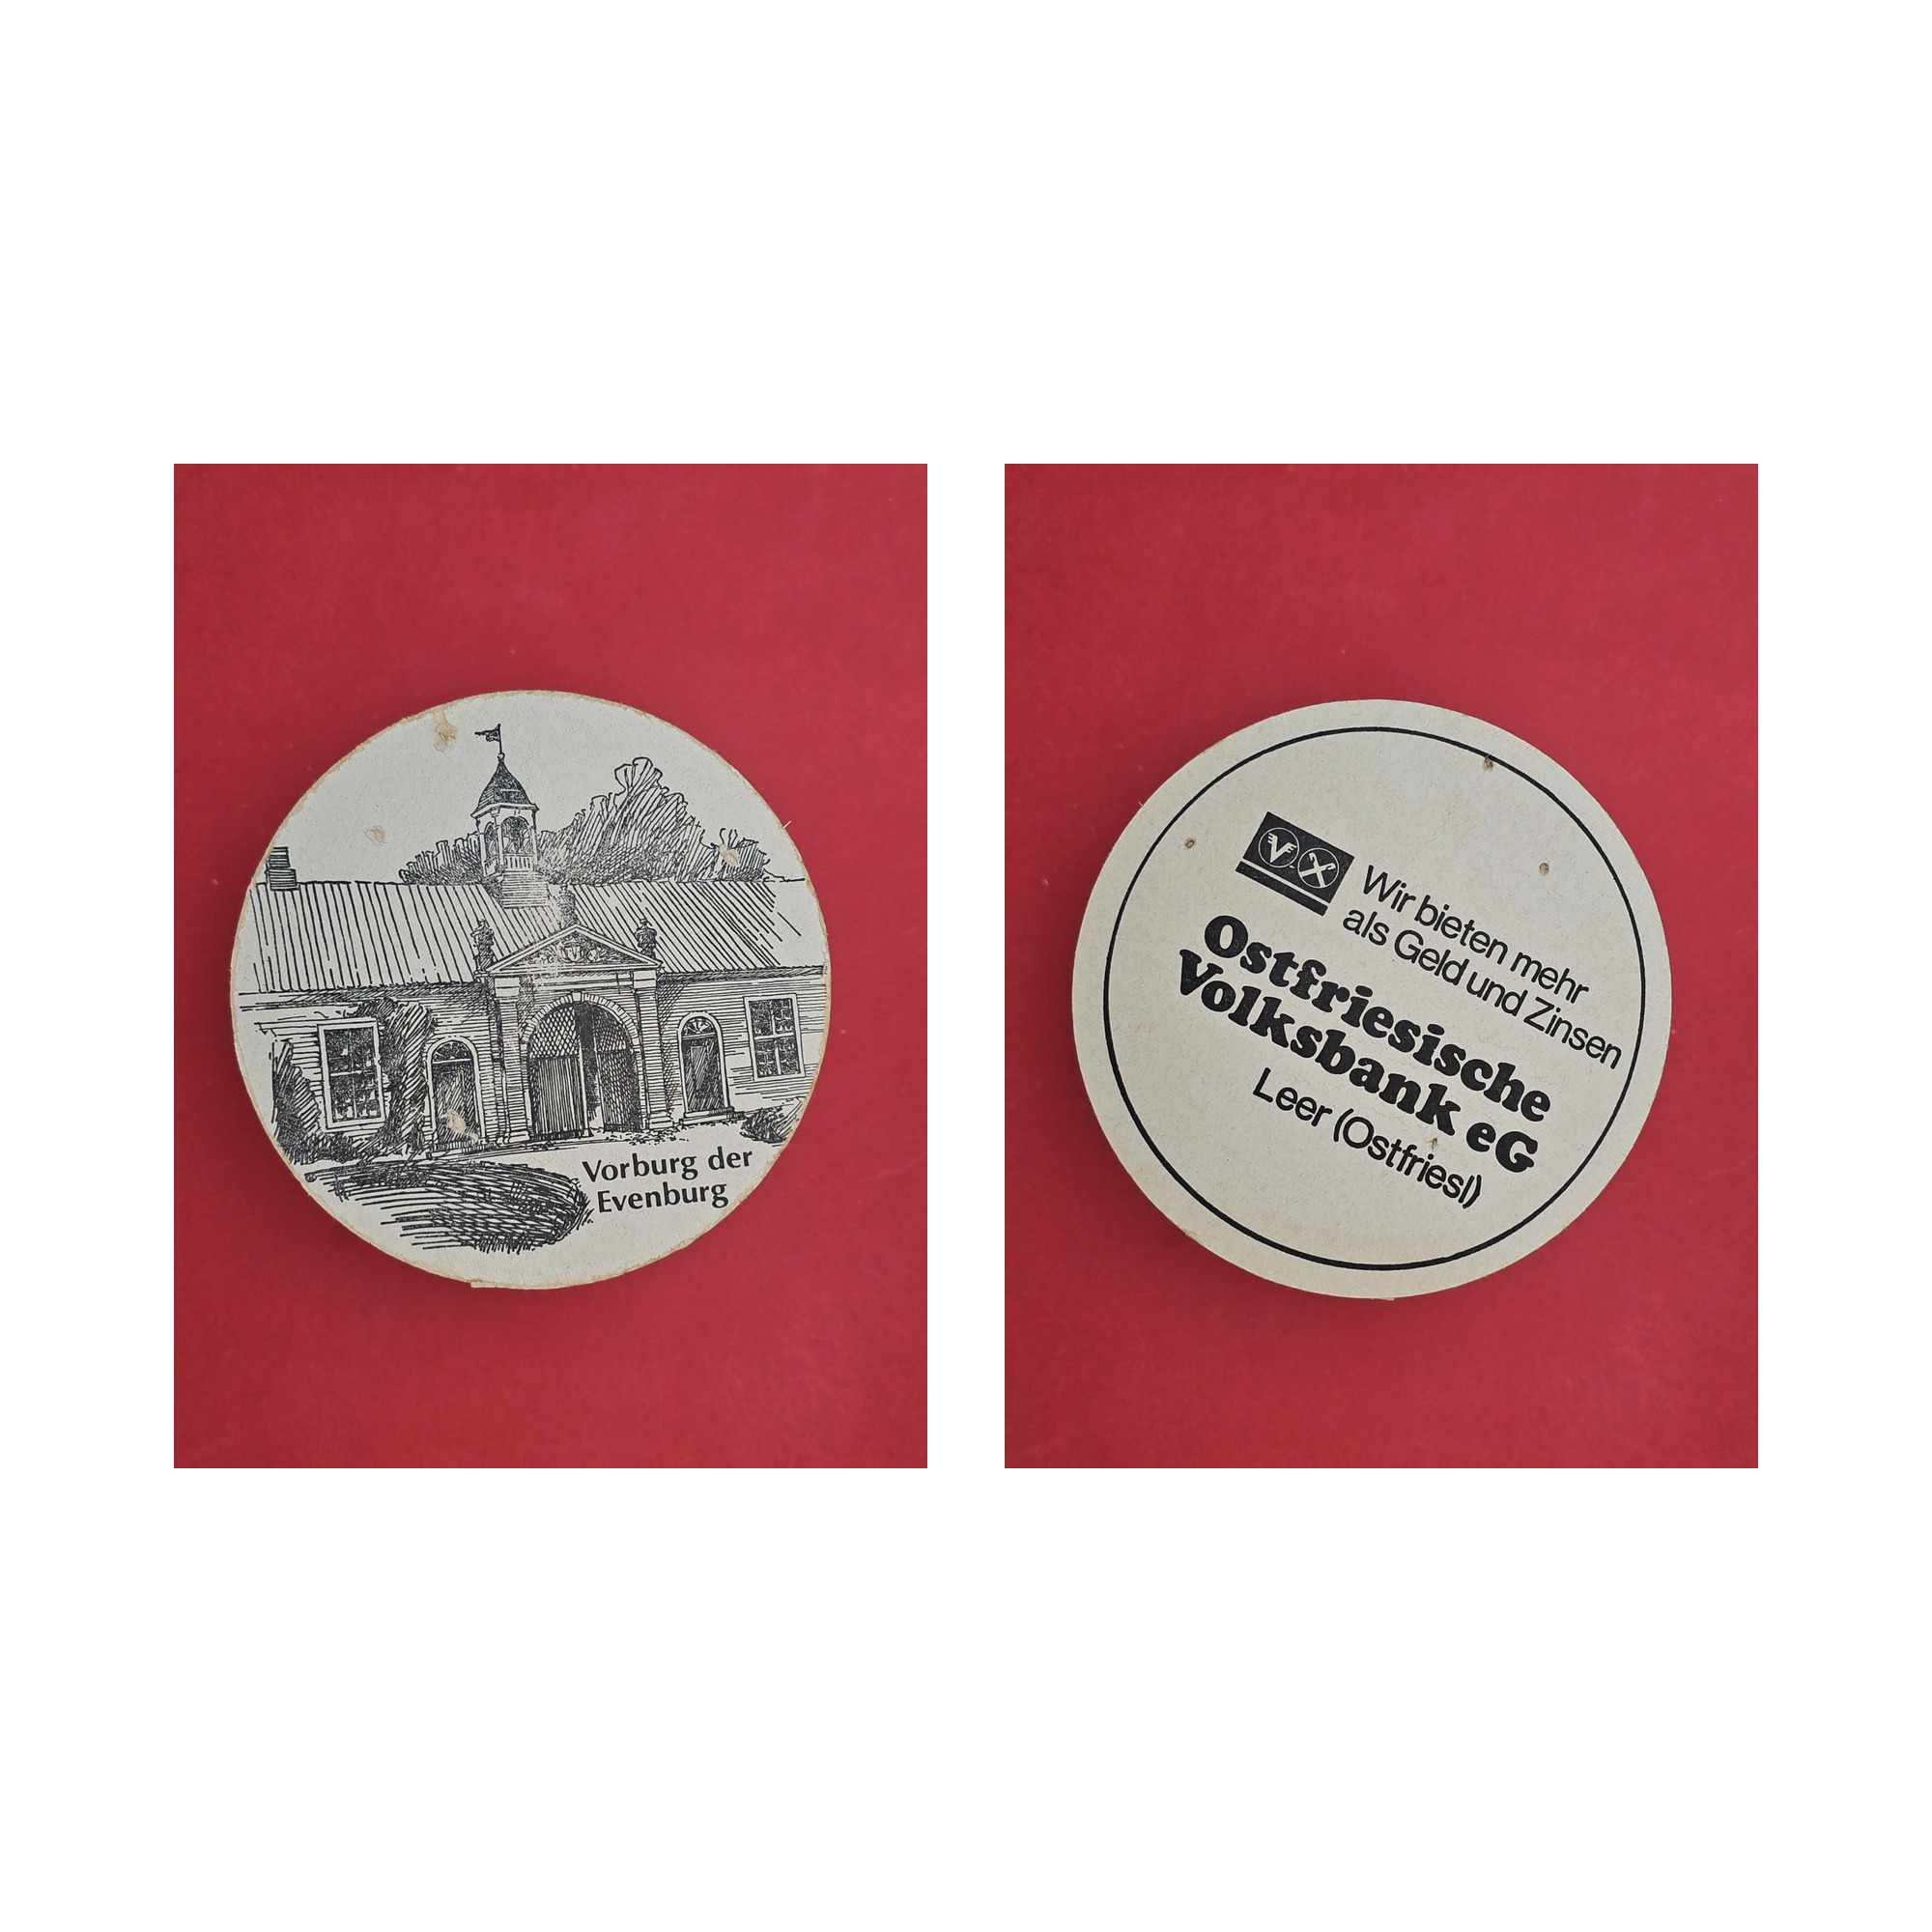 Vorburg der
Evenburg
Wir bieten mehr
als Geld und Zinsen
Ostfriesische
Volksbank eG
Leer (Ostfriesl)